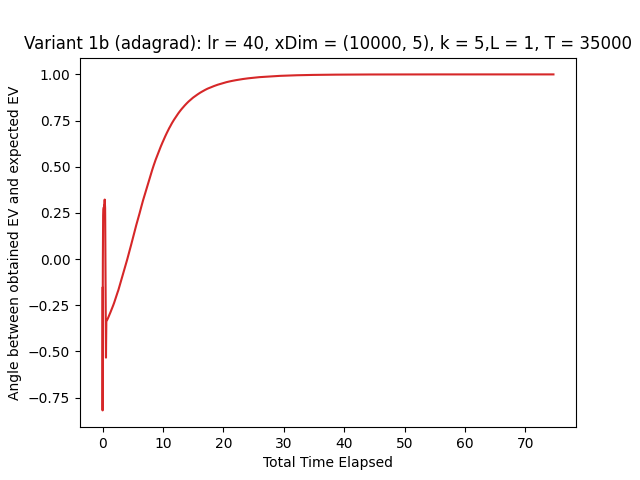 Variant 1b (adagrad): lr = 40, xDim = (10000, 5), k = 5,L = 1, T = 35000
Angle between obtained EV and expected EV
1.00
0.75
0.50
0.25
0.00
−0.25
−0.50
−0.75
0 10 20 30 40 50 60 70
Total Time Elapsed